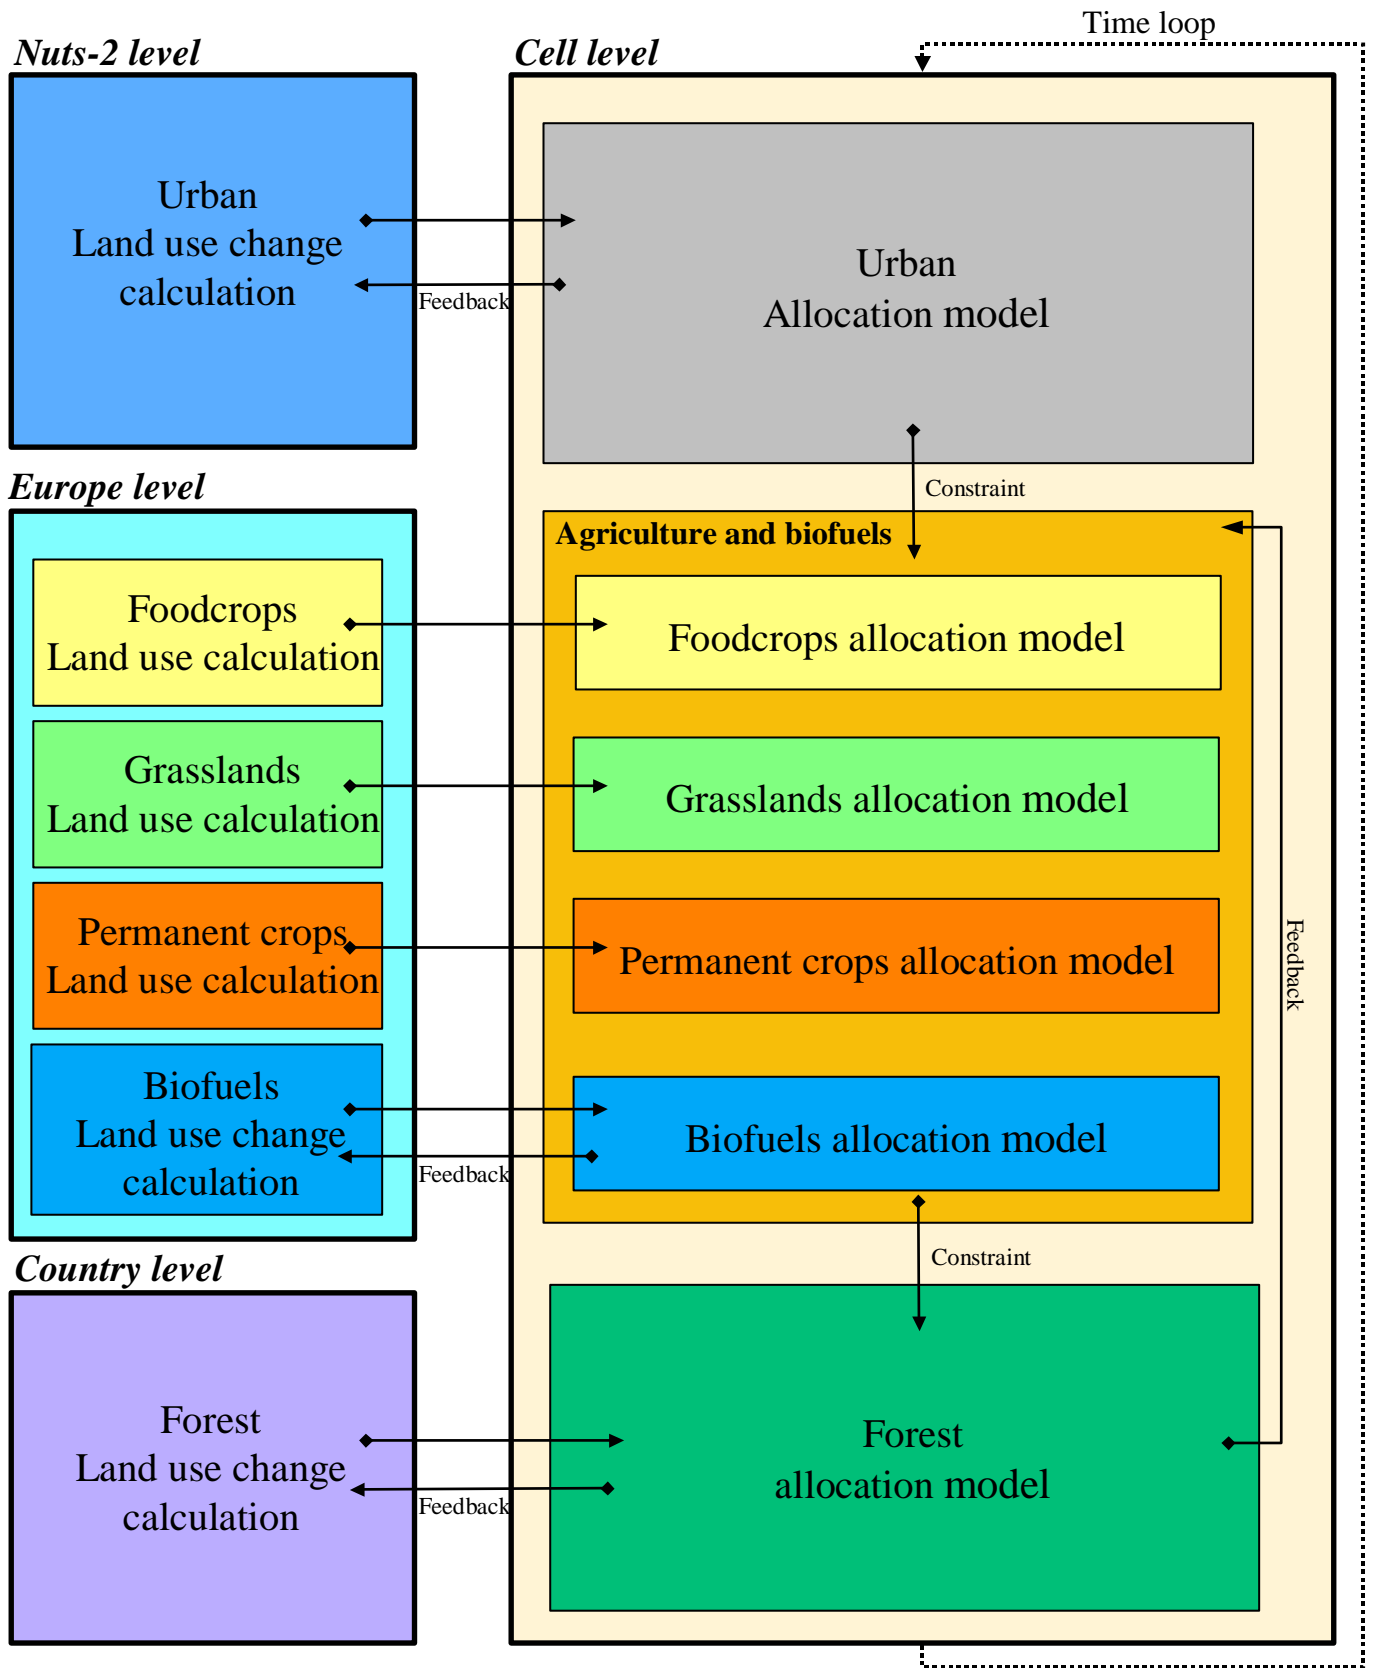 Time loop
Nuts-2 level
Cell level
Urban
Land use change
calculation
Feedback
Urban
Allocation model
Constraint
Europe level
Agriculture and biofuels
Foodcrops
Land use calculation
Foodcrops allocation model
Grasslands
Land use calculation
Grasslands allocation model
Permanent crops
Land use calculation
Permanent crops allocation model
Feedback
Biofuels
Land use change
calculation
Feedback
Biofuels allocation model
Constraint
Country level
Forest
Land use change
calculation
Feedback
Forest
allocation model